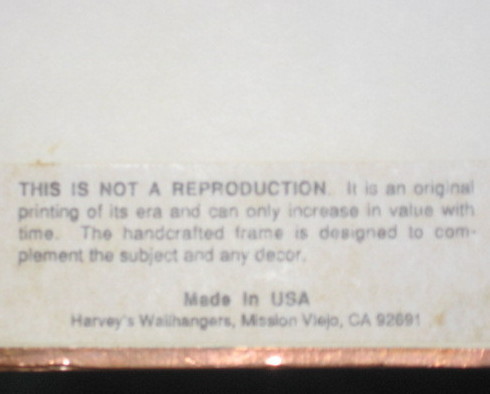 THIS IS NOT A REPRODUCTION. It is an original
printing of its era and can only increase in value with
time. The handcrafted frame is designed to com-
plement the subject and any decor.
Made In USA
Harvey's Wallhangers, Mission Viejo, CA 92691